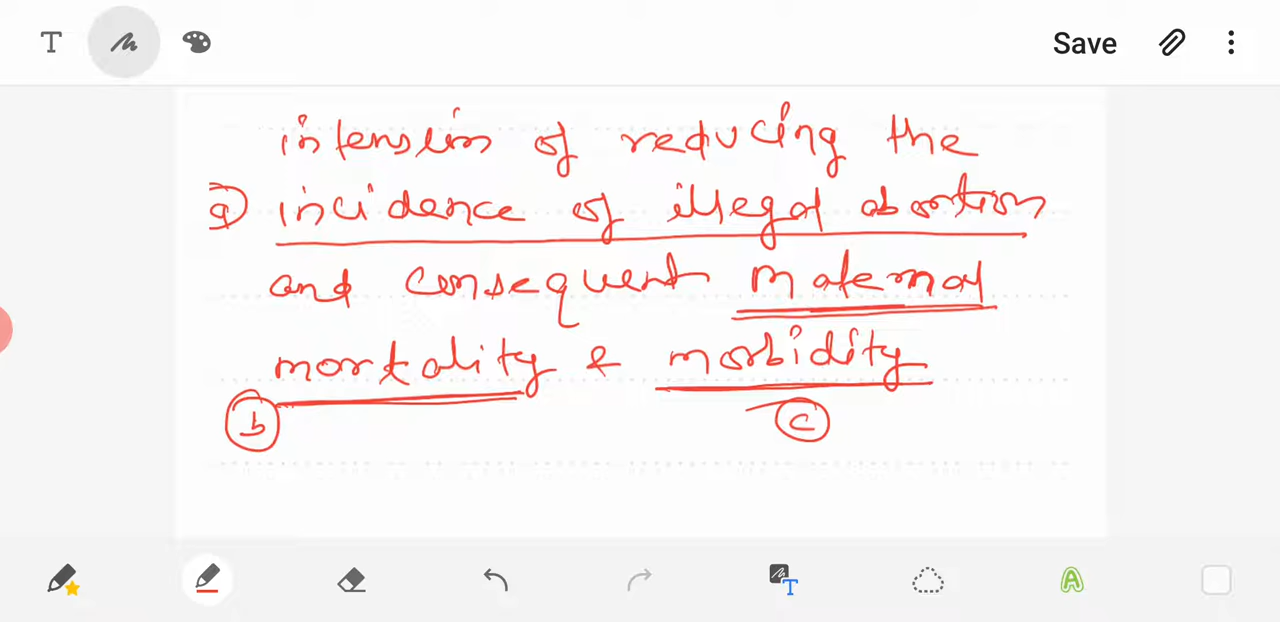 T Save
intension of reducing the
a) incidence of illegal abortion
and consequent maternal
mortality & morbidity
b c
T A